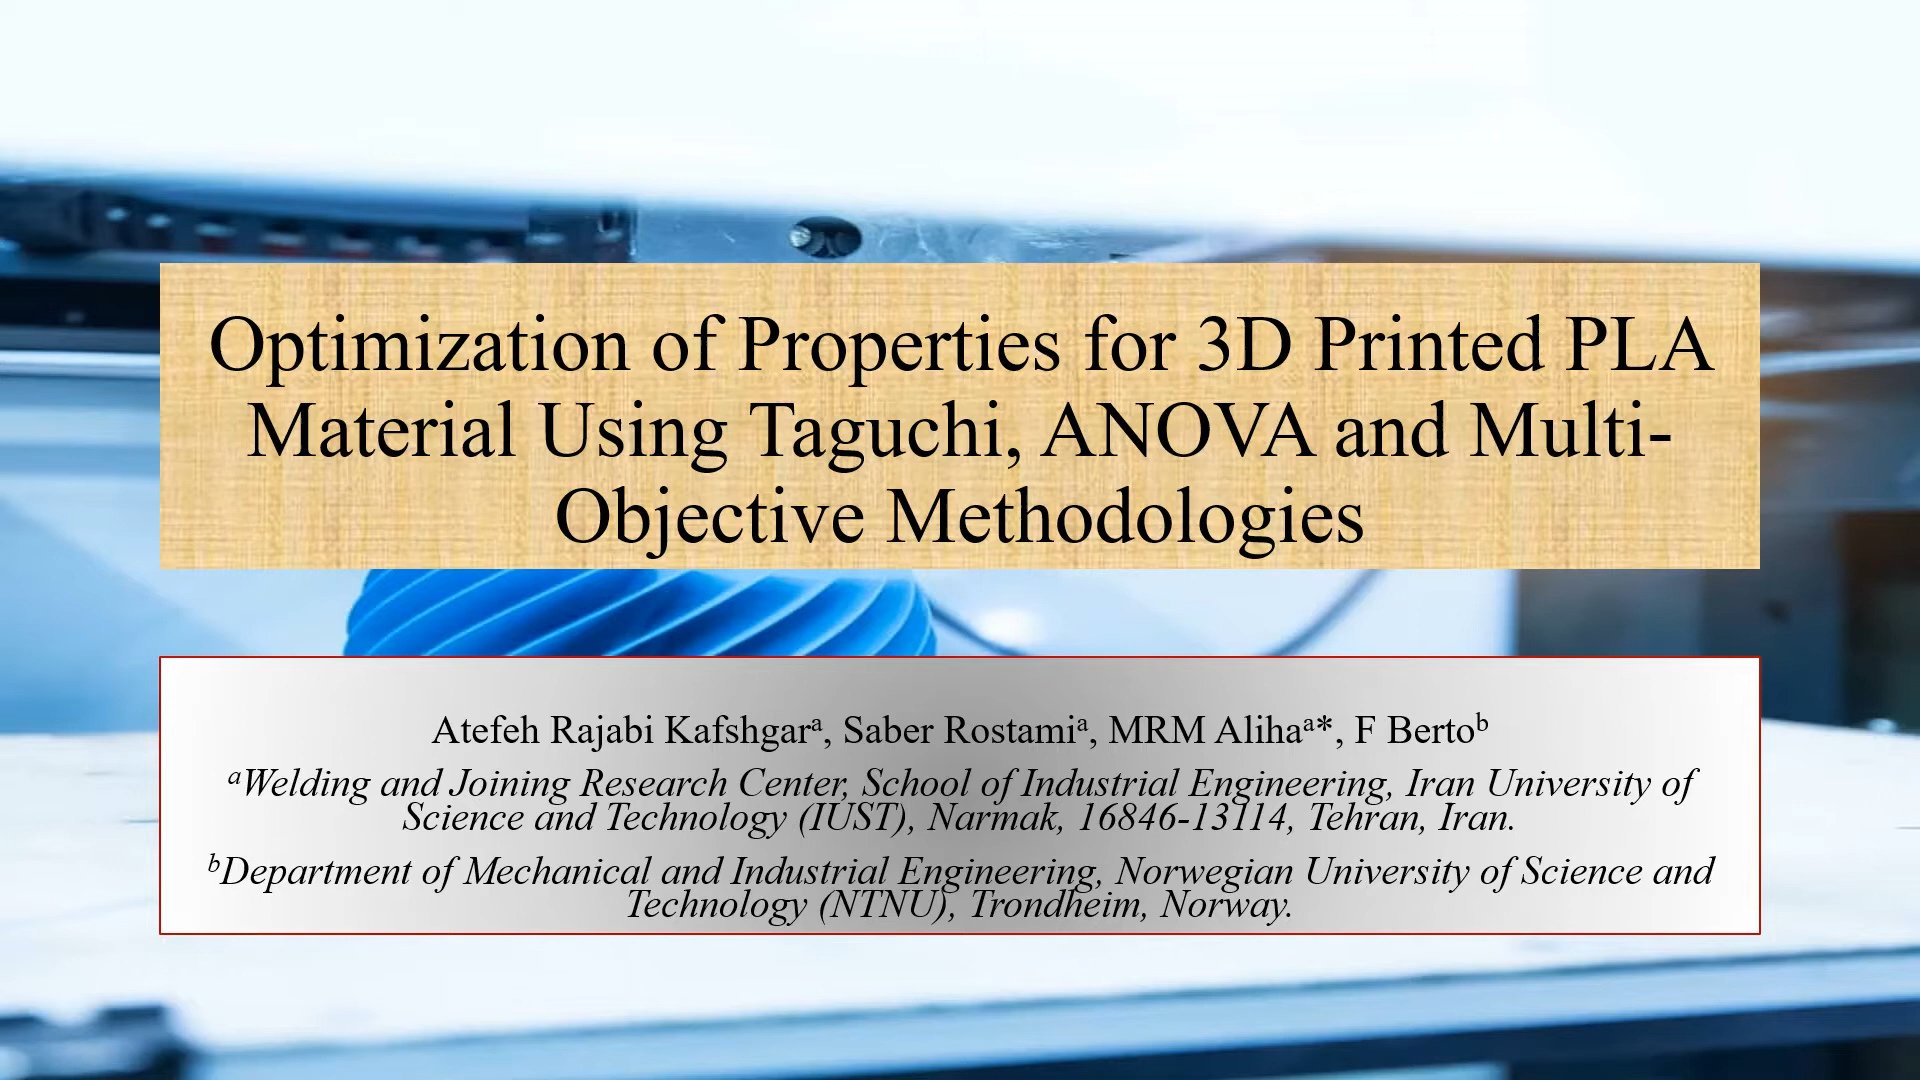 Optimization of Properties for 3D Printed PLA
Material Using Taguchi, ANOVA and Multi-
Objective Methodologies
Atefeh Rajabi Kafshgarᵃ, Saber Rostamiᵃ, MRM Alihaᵃ*, F Bertoᵇ
ᵃWelding and Joining Research Center, School of Industrial Engineering, Iran University of
Science and Technology (IUST), Narmak, 16846-13114, Tehran, Iran.
ᵇDepartment of Mechanical and Industrial Engineering, Norwegian University of Science and
Technology (NTNU), Trondheim, Norway.